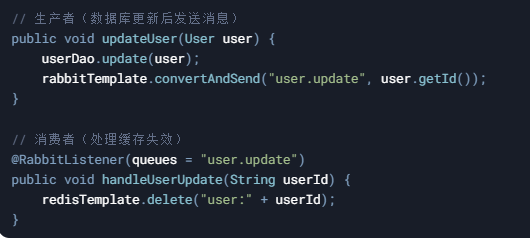 // 生产者（数据库更新后发送消息）
public void updateUser(User user) {
    userDao.update(user);
    rabbitTemplate.convertAndSend("user.update", user.getId());
}

// 消费者（处理缓存失效）
@RabbitListener(queues = "user.update")
public void handleUserUpdate(String userId) {
    redisTemplate.delete("user:" + userId);
}